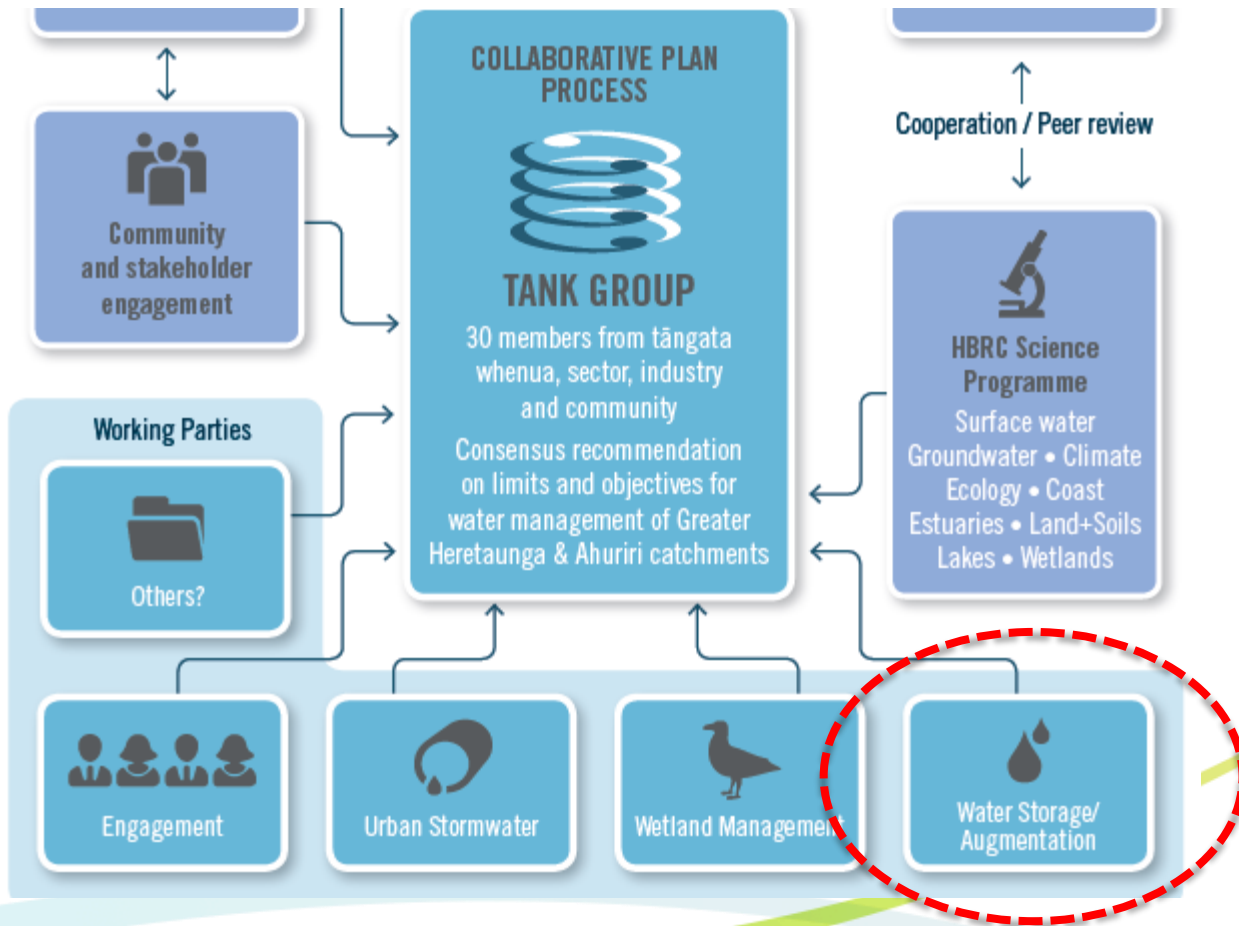 COLLABORATIVE PLAN
PROCESS
TANK GROUP
30 members from tāngata
whenua, sector, industry
and community
Consensus recommendation
on limits and objectives for
water management of Greater
Heretaunga & Ahuriri catchments
Community
and stakeholder
engagement
Cooperation / Peer review
HBRC Science
Programme
Surface water
Groundwater • Climate
Ecology • Coast
Estuaries • Land+Soils
Lakes • Wetlands
Working Parties
Others?
Engagement
Urban Stormwater
Wetland Management
Water Storage/
Augmentation